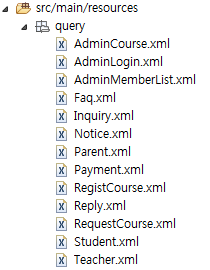 src/main/resources
query
AdminCourse.xml
AdminLogin.xml
AdminMemberList.xml
Faq.xml
Inquiry.xml
Notice.xml
Parent.xml
Payment.xml
RegistCourse.xml
Reply.xml
RequestCourse.xml
Student.xml
Teacher.xml